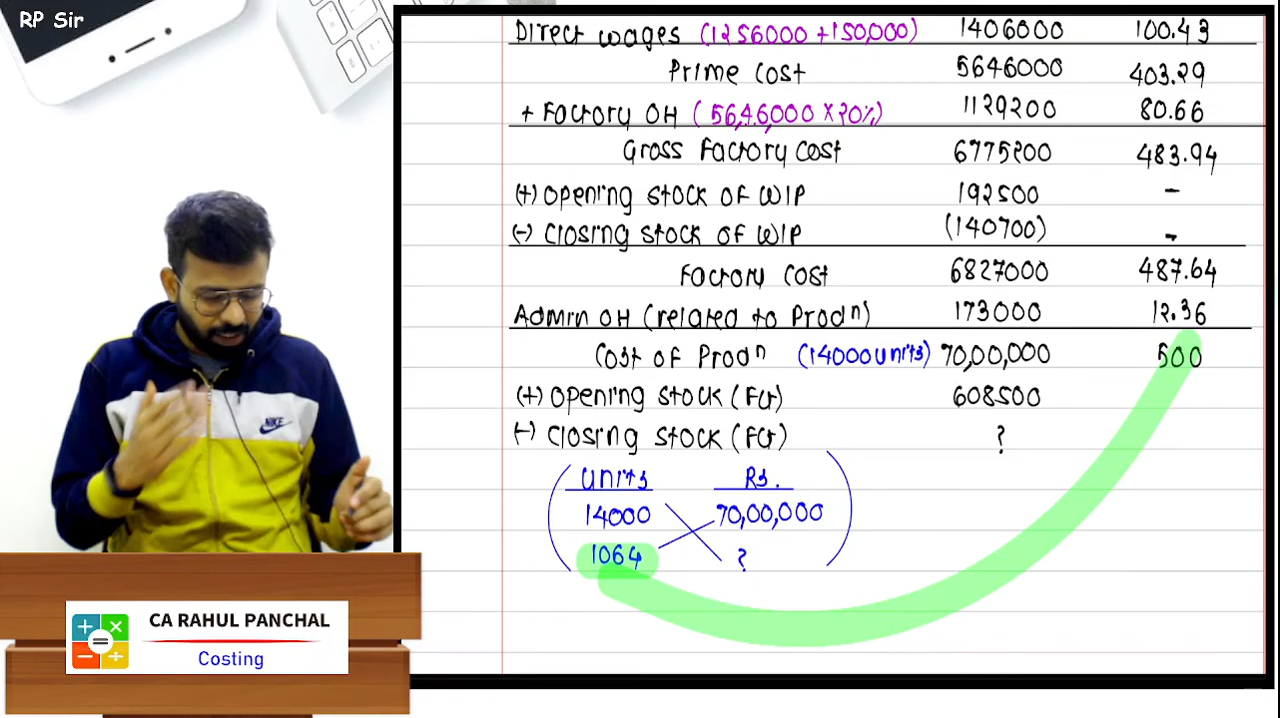 RP Sir
Direct wages (1256000 + 150,000) 1406000 100.43
Prime Cost 5646000 403.29
+ Factory OH (56,46,000 x 20%) 1129200 80.66
Gross Factory Cost 6775200 483.94
(+) Opening stock of WIP 192500 -
(-) Closing stock of WIP (140700) -
Factory Cost 6827000 487.64
Admin OH (related to Prodⁿ) 173000 12.36
Cost of Prodⁿ (14000 units) 70,00,000 500
(+) Opening stock (FG) 608500
(-) Closing stock (FG) ?
Units Rs.
14000 70,00,000
1064 ?
NIKE
CA RAHUL PANCHAL
Costing